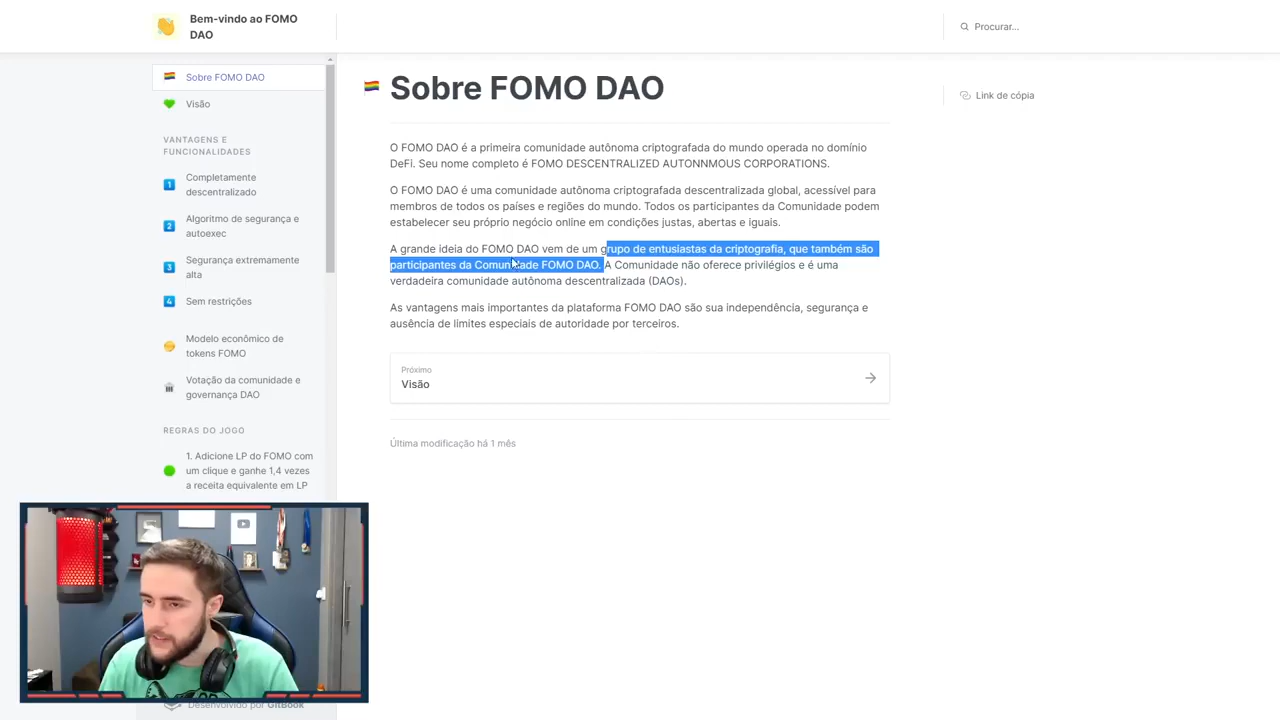 Bem-vindo ao FOMO
DAO
Procurar...
Sobre FOMO DAO
Visão
VANTAGENS E
FUNCIONALIDADES
1
Completamente
descentralizado
2
Algoritmo de segurança e
autoexec
3
Segurança extremamente
alta
4
Sem restrições
Modelo econômico de
tokens FOMO
Votação da comunidade e
governança DAO
REGRAS DO JOGO
1. Adicione LP do FOMO com
um clique e ganhe 1,4 vezes
a receita equivalente em LP
Desenvolvido por GitBook
Sobre FOMO DAO
Link de cópia
O FOMO DAO é a primeira comunidade autônoma criptografada do mundo operada no domínio
DeFi. Seu nome completo é FOMO DESCENTRALIZED AUTONNMOUS CORPORATIONS.
O FOMO DAO é uma comunidade autônoma criptografada descentralizada global, acessível para
membros de todos os países e regiões do mundo. Todos os participantes da Comunidade podem
estabelecer seu próprio negócio online em condições justas, abertas e iguais.
A grande ideia do FOMO DAO vem de um grupo de entusiastas da criptografia, que também são
participantes da Comunidade FOMO DAO. A Comunidade não oferece privilégios e é uma
verdadeira comunidade autônoma descentralizada (DAOs).
As vantagens mais importantes da plataforma FOMO DAO são sua independência, segurança e
ausência de limites especiais de autoridade por terceiros.
Próximo
Visão
Última modificação há 1 mês